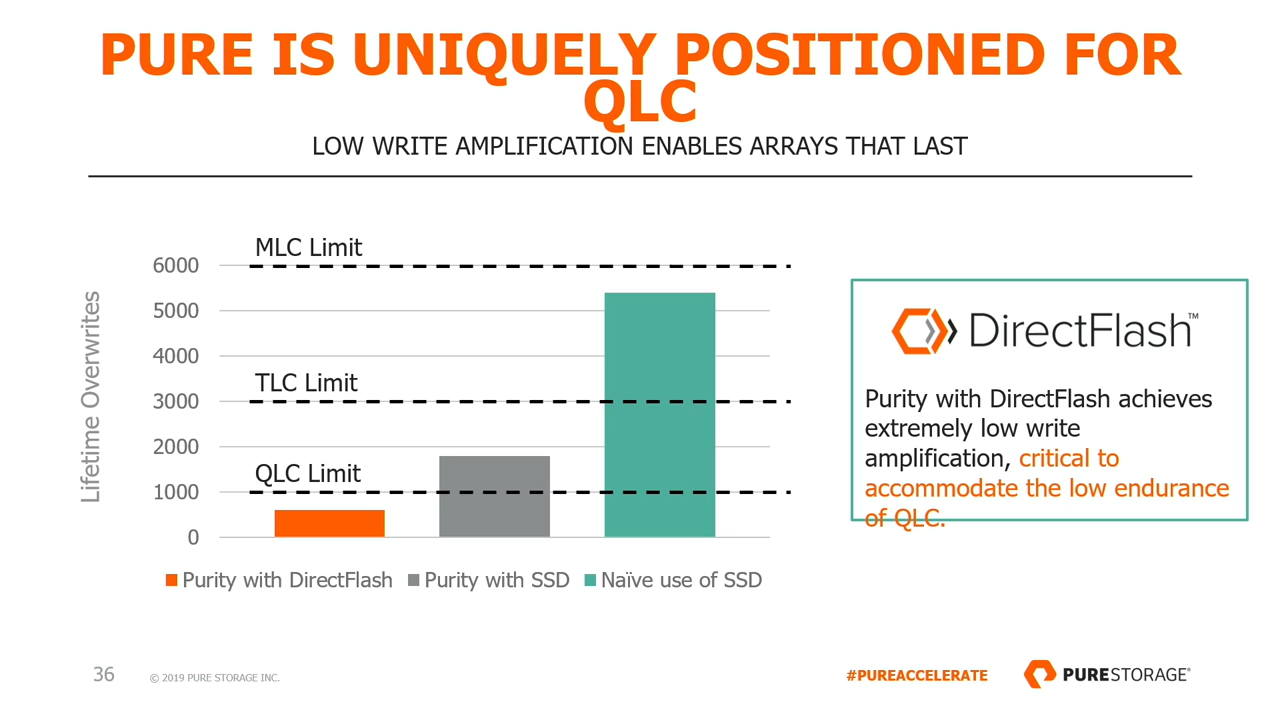 PURE IS UNIQUELY POSITIONED FOR
QLC
LOW WRITE AMPLIFICATION ENABLES ARRAYS THAT LAST
MLC Limit
6000
5000
4000
TLC Limit
3000
2000
QLC Limit
1000
0
Lifetime Overwrites
Purity with DirectFlash
Purity with SSD
Naïve use of SSD
DirectFlash™
Purity with DirectFlash achieves
extremely low write
amplification, critical to
accommodate the low endurance
of QLC.
36
© 2019 PURE STORAGE INC.
#PUREACCELERATE
PURESTORAGE®